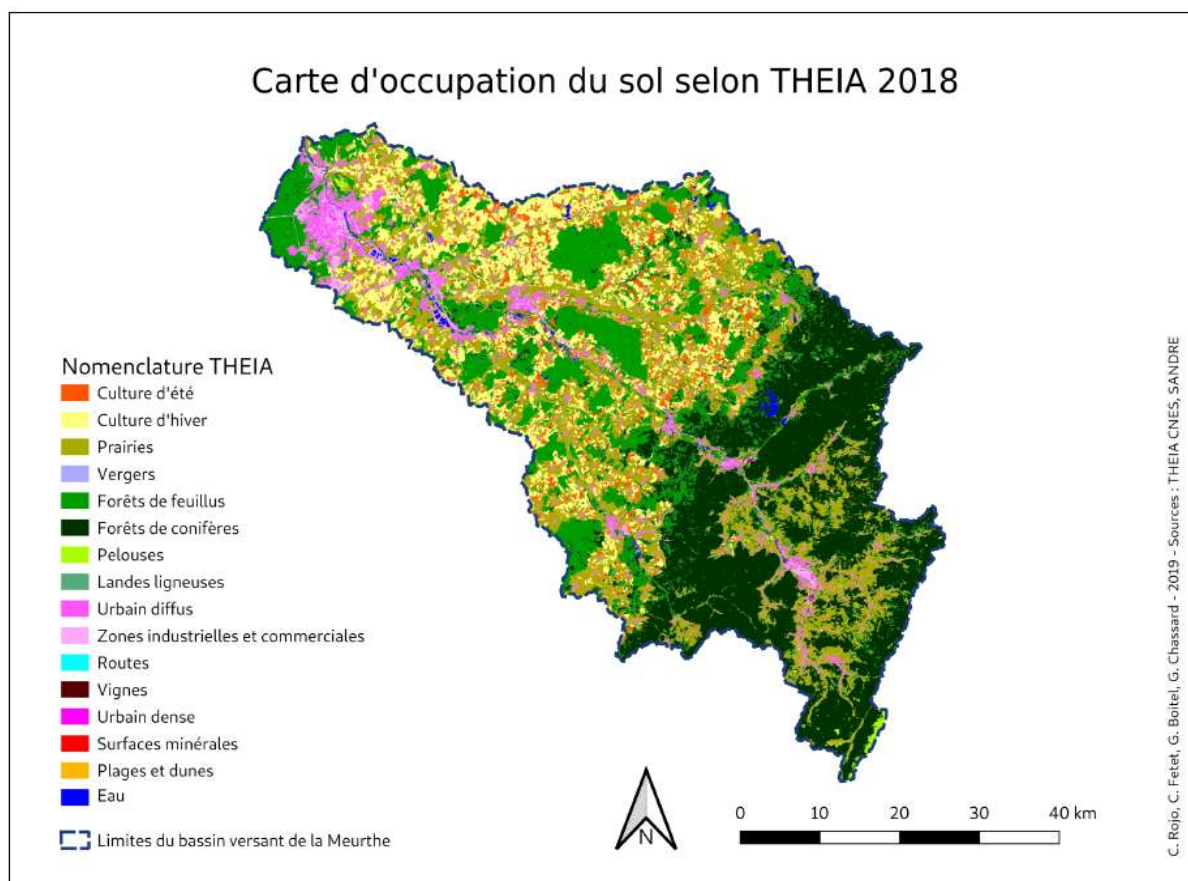 Carte d'occupation du sol selon THEIA 2018
Nomenclature THEIA
Culture d'été
Culture d'hiver
Prairies
Vergers
Forêts de feuillus
Forêts de conifères
Pelouses
Landes ligneuses
Urbain diffus
Zones industrielles et commerciales
Routes
Vignes
Urbain dense
Surfaces minérales
Plages et dunes
Eau
Limites du bassin versant de la Meurthe
N
0 10 20 30 40 km
C. Rojo, C. Fetet, G. Boitel, G. Chassard - 2019 - Sources : THEIA CNES, SANDRE